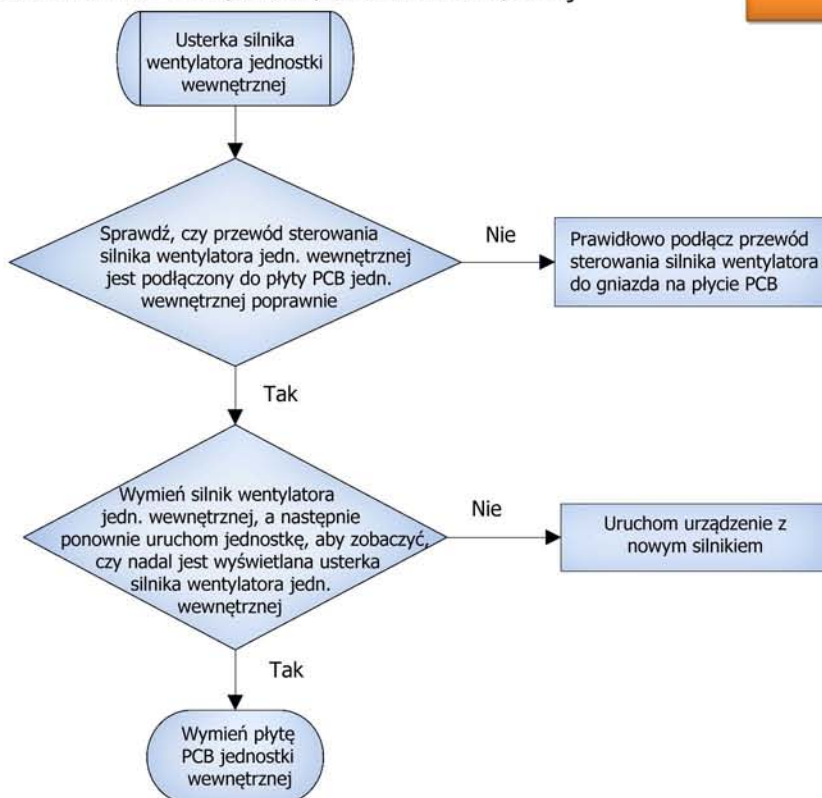 Usterka silnika
wentylatora jednostki
wewnętrznej
Sprawdź, czy przewód sterowania
silnika wentylatora jedn. wewnętrznej
jest podłączony do płyty PCB jedn.
wewnętrznej poprawnie
Nie
Prawidłowo podłącz przewód
sterowania silnika wentylatora
do gniazda na płycie PCB
Tak
Wymień silnik wentylatora
jedn. wewnętrznej, a następnie
ponownie uruchom jednostkę, aby zobaczyć,
czy nadal jest wyświetlana usterka
silnika wentylatora jedn.
wewnętrznej
Nie
Uruchom urządzenie z
nowym silnikiem
Tak
Wymień płytę
PCB jednostki
wewnętrznej